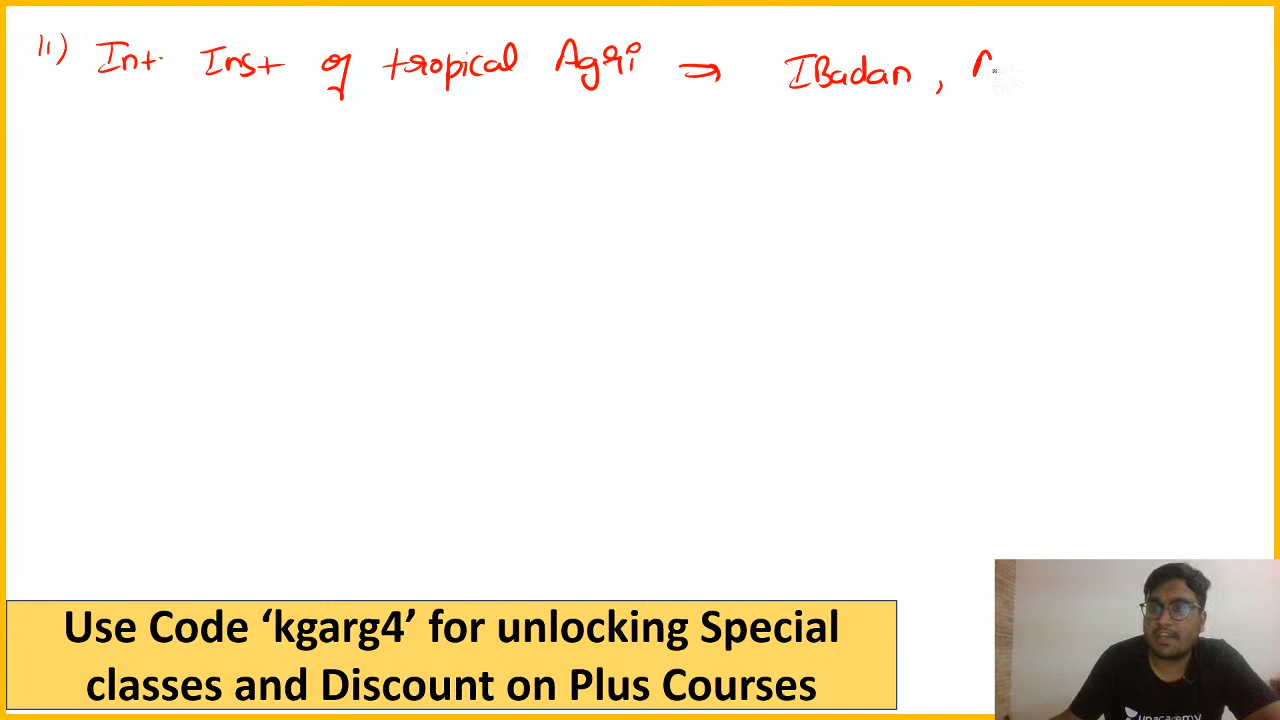 11) Int. Inst of tropical Agri → IBadan,
Use Code ‘kgarg4’ for unlocking Special
classes and Discount on Plus Courses
unacademy